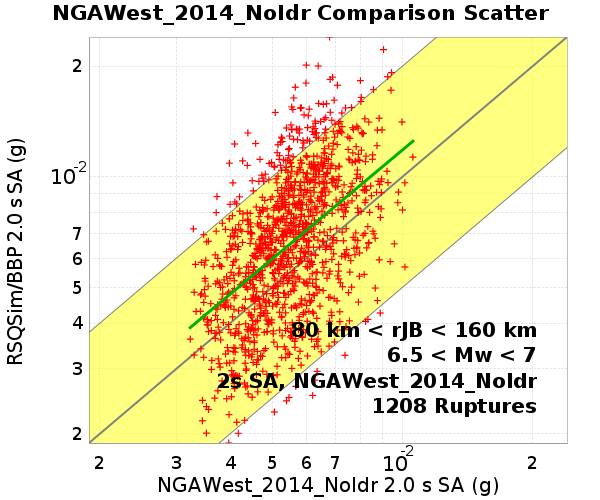 NGAWest_2014_NoIdr Comparison Scatter
RSQSim/BBP 2.0 s SA (g)
2
10-2
7
6
5
4
3
2
80 km < rJB < 160 km
6.5 < Mw < 7
2s SA, NGAWest_2014_NoIdr
1208 Ruptures
2 3 4 5 6 7 10-2 2
NGAWest_2014_NoIdr 2.0 s SA (g)